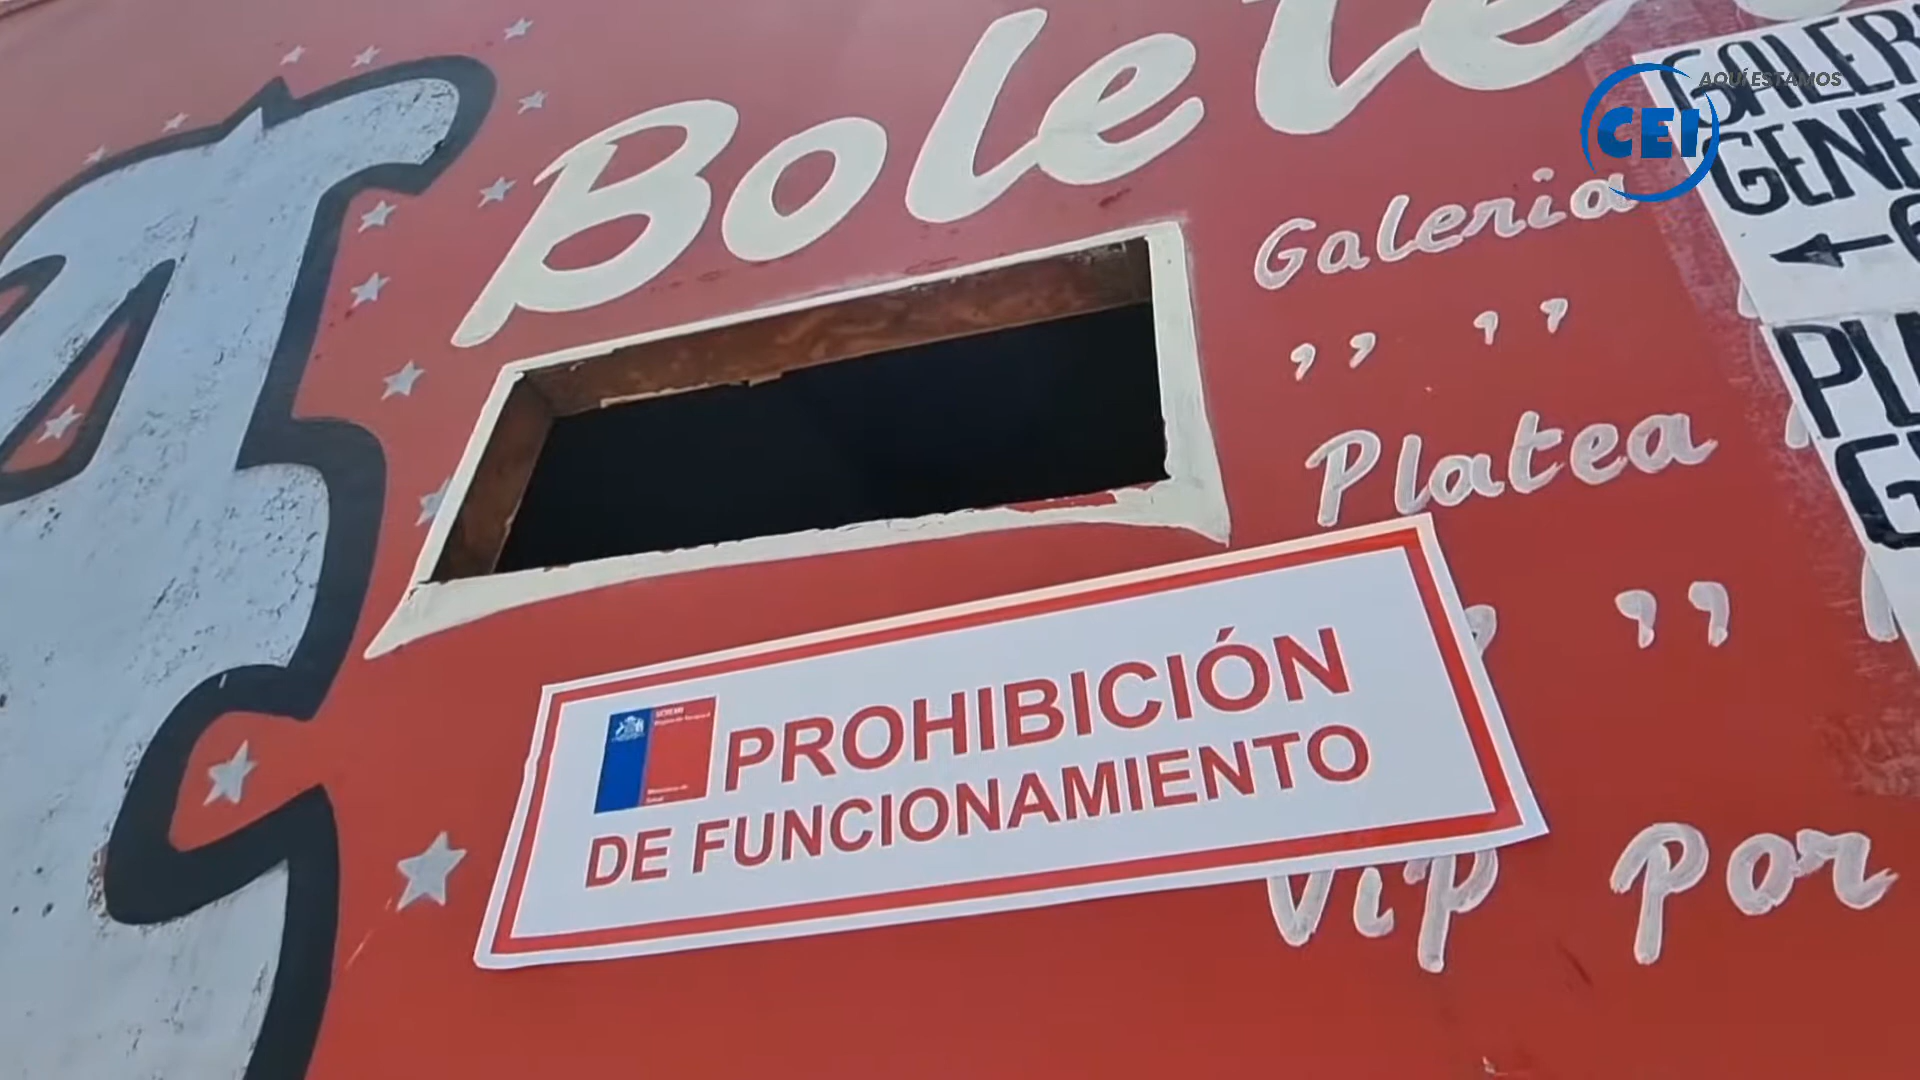 Bolete
AQUÍ ESTAMOS
CEI
GALER
GENE
Galeria
,, ,,
PL
G
Platea
,, ,,
PROHIBICIÓN
DE FUNCIONAMIENTO
Vip Por